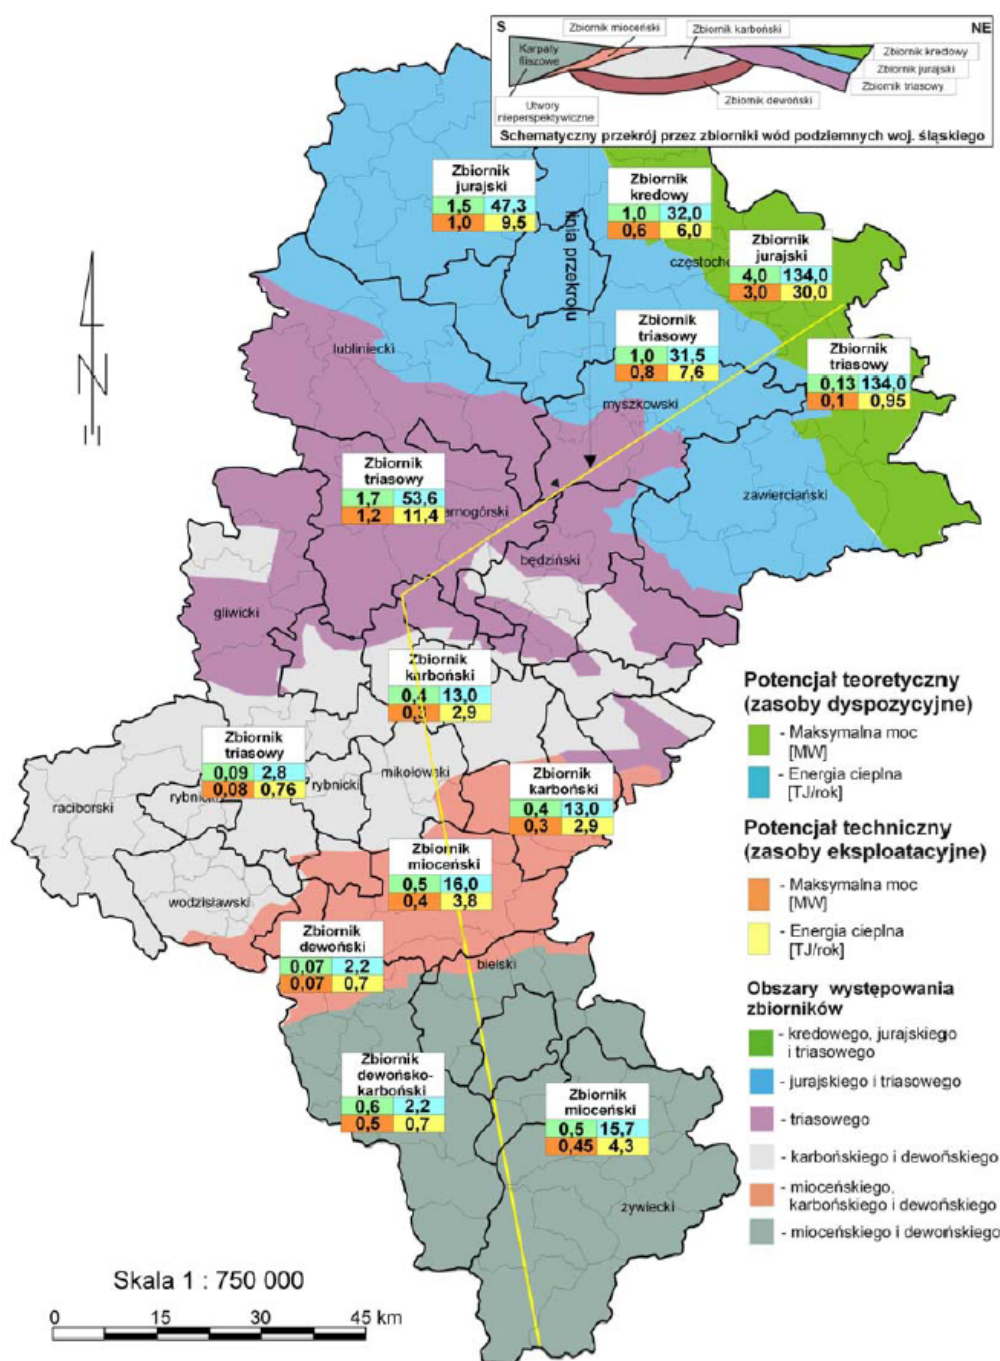 S
NE
Zbiornik mioceński
Zbiornik karboński
Karpaty
fliszowe
Zbiornik kredowy
Zbiornik jurajski
Zbiornik triasowy
Zbiornik dewoński
Utwory
nieperspektywiczne
Schematyczny przekrój przez zbiorniki wód podziemnych woj. śląskiego
Zbiornik
jurajski
1,5 47,3
1,0 9,5
Zbiornik
kredowy
1,0 32,0
0,6 6,0
linia przekroju
Zbiornik
jurajski
4,0 134,0
3,0 30,0
częstocho
Zbiornik
triasowy
1,0 31,5
0,8 7,6
Zbiornik
triasowy
0,13 134,0
0,1 0,95
lubliniecki
myszkowski
N
Zbiornik
triasowy
1,7 53,6
1,2 11,4
arnogórski
zawierciański
będziński
gliwicki
Zbiornik
karboński
0,4 13,0
0,3 2,9
Zbiornik
triasowy
0,09 2,8
0,08 0,76
mikołowski
rybnicki
rybnicki
raciborski
Zbiornik
karboński
0,4 13,0
0,3 2,9
Zbiornik
mioceński
0,5 16,0
0,4 3,8
wodzisławski
Zbiornik
dewoński
0,07 2,2
0,07 0,7
bielski
Zbiornik
dewońsko-
karboński
0,6 2,2
0,5 0,7
Zbiornik
mioceński
0,5 15,7
0,45 4,3
żywiecki
Potencjał teoretyczny
(zasoby dyspozycyjne)
- Maksymalna moc
[MW]
- Energia cieplna
[TJ/rok]
Potencjał techniczny
(zasoby eksploatacyjne)
- Maksymalna moc
[MW]
- Energia cieplna
[TJ/rok]
Obszary występowania
zbiorników
- kredowego, jurajskiego
i triasowego
- jurajskiego i triasowego
- triasowego
- karbońskiego i dewońskiego
- mioceńskiego,
karbońskiego i dewońskiego
- mioceńskiego i dewońskiego
Skala 1 : 750 000
0 15 30 45 km